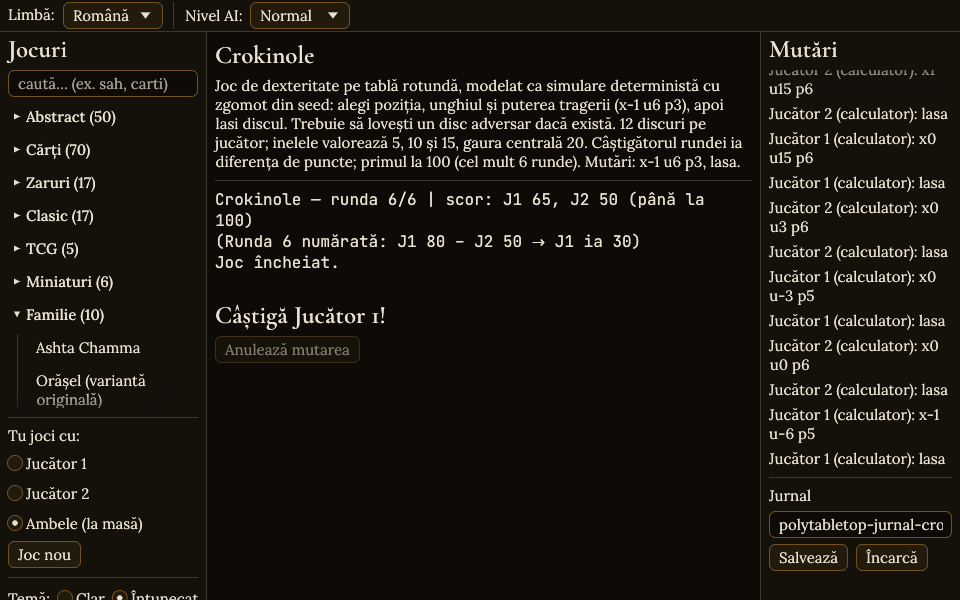 Limbă: Română Nivel AI: Normal
Jocuri
caută... (ex. sah, carti)
Abstract (50)
Cărți (70)
Zaruri (17)
Clasic (17)
TCG (5)
Miniaturi (6)
Familie (10)
Ashta Chamma
Orășel (variantă
originală)
Tu joci cu:
Jucător 1
Jucător 2
Ambele (la masă)
Joc nou
Temă: Clar Întunecat
Crokinole
Joc de dexteritate pe tablă rotundă, modelat ca simulare deterministă cu
zgomot din seed: alegi poziția, unghiul și puterea tragerii (x-1 u6 p3), apoi
lasi discul. Trebuie să lovești un disc adversar dacă există. 12 discuri pe
jucător; inelele valorează 5, 10 și 15, gaura centrală 20. Câștigătorul rundei ia
diferența de puncte; primul la 100 (cel mult 6 runde). Mutări: x-1 u6 p3, lasa.
Crokinole — runda 6/6 | scor: J1 65, J2 50 (până la
100)
(Runda 6 numărată: J1 80 – J2 50 → J1 ia 30)
Joc încheiat.
Câștigă Jucător 1!
Anulează mutarea
Mutări
Jucător 2 (calculator): x1
u15 p6
Jucător 2 (calculator): lasa
Jucător 1 (calculator): x0
u15 p6
Jucător 1 (calculator): lasa
Jucător 2 (calculator): x0
u3 p6
Jucător 2 (calculator): lasa
Jucător 1 (calculator): x0
u-3 p5
Jucător 1 (calculator): lasa
Jucător 2 (calculator): x0
u0 p6
Jucător 2 (calculator): lasa
Jucător 1 (calculator): x-1
u-6 p5
Jucător 1 (calculator): lasa
Jurnal
polytabletop-jurnal-cro
Salvează Încarcă